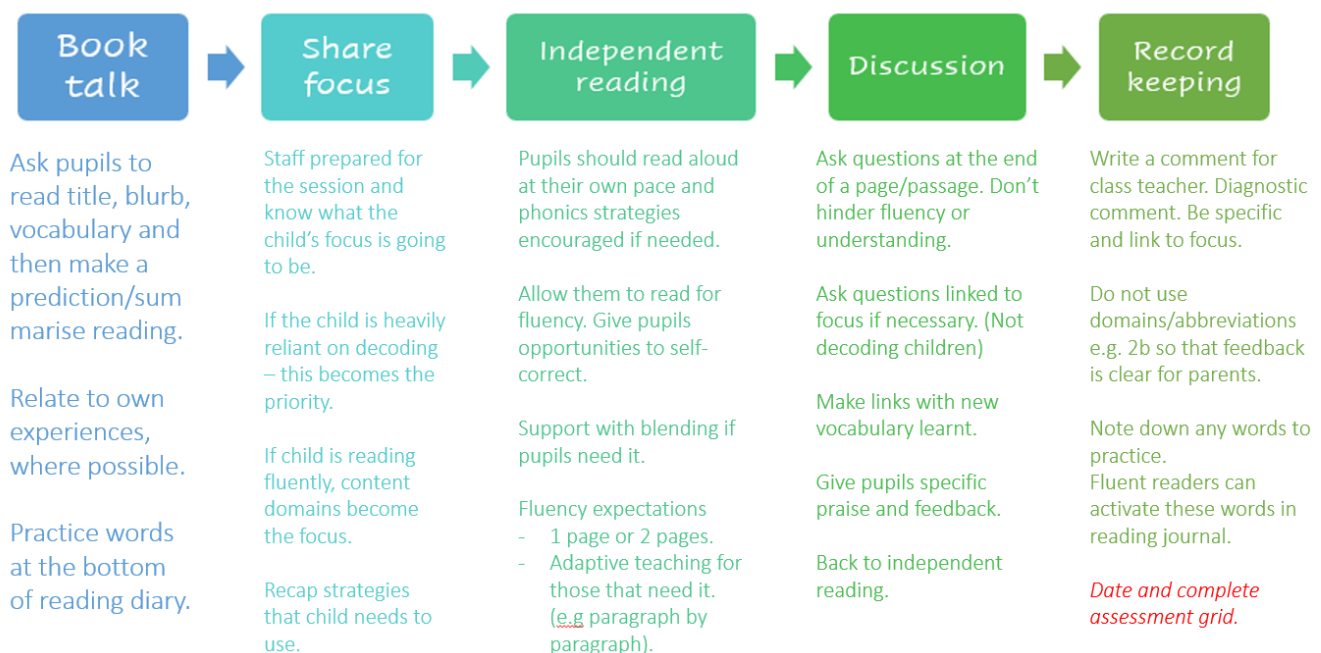 Book
talk
Share
focus
Independent
reading
Discussion
Record
keeping
Ask pupils to
read title, blurb,
vocabulary and
then make a
prediction/sum
marise reading.
Relate to own
experiences,
where possible.
Practice words
at the bottom
of reading diary.
Staff prepared for
the session and
know what the
child's focus is going
to be.
If the child is heavily
reliant on decoding
– this becomes the
priority.
If child is reading
fluently, content
domains become
the focus.
Recap strategies
that child needs to
use.
Pupils should read aloud
at their own pace and
phonics strategies
encouraged if needed.
Allow them to read for
fluency. Give pupils
opportunities to self-
correct.
Support with blending if
pupils need it.
Fluency expectations
- 1 page or 2 pages.
- Adaptive teaching for
those that need it.
(e.g paragraph by
paragraph).
Ask questions at the end
of a page/passage. Don't
hinder fluency or
understanding.
Ask questions linked to
focus if necessary. (Not
decoding children)
Make links with new
vocabulary learnt.
Give pupils specific
praise and feedback.
Back to independent
reading.
Write a comment for
class teacher. Diagnostic
comment. Be specific
and link to focus.
Do not use
domains/abbreviations
e.g. 2b so that feedback
is clear for parents.
Note down any words to
practice.
Fluent readers can
activate these words in
reading journal.
Date and complete
assessment grid.